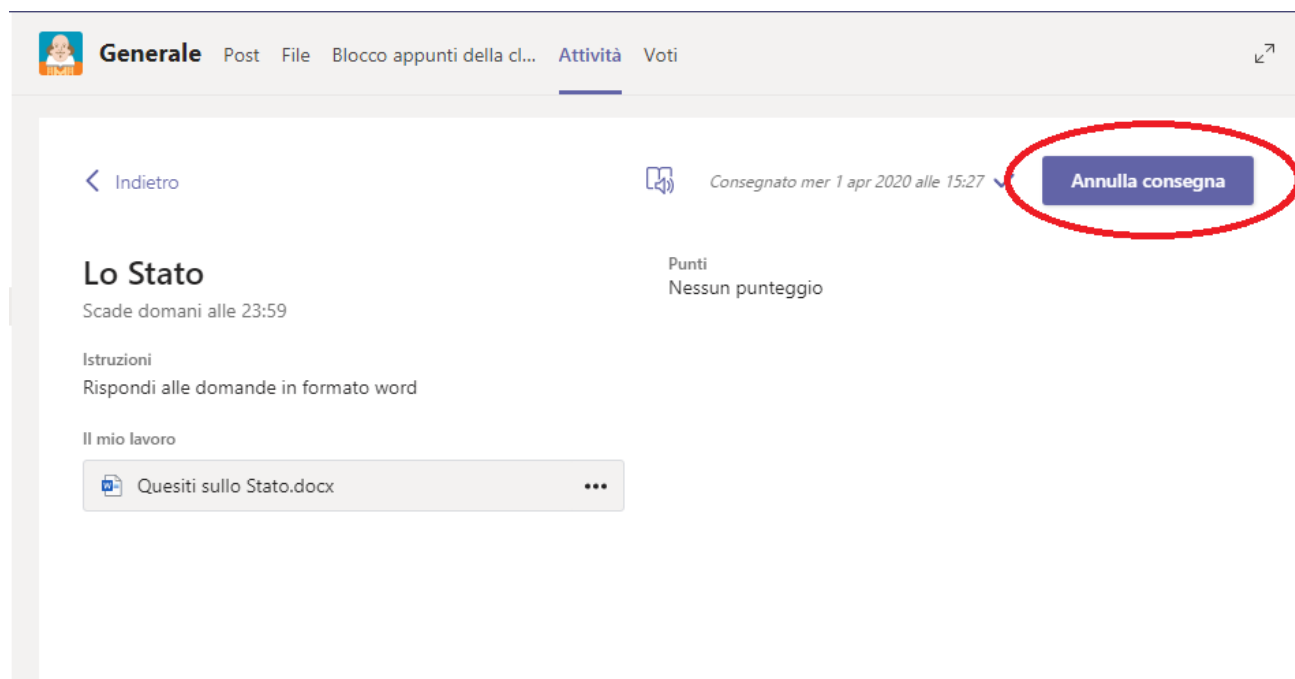 Generale Post File Blocco appunti della cl... Attività Voti
Indietro
Consegnato mer 1 apr 2020 alle 15:27
Annulla consegna
Lo Stato
Scade domani alle 23:59
Punti
Nessun punteggio
Istruzioni
Rispondi alle domande in formato word
Il mio lavoro
Quesiti sullo Stato.docx